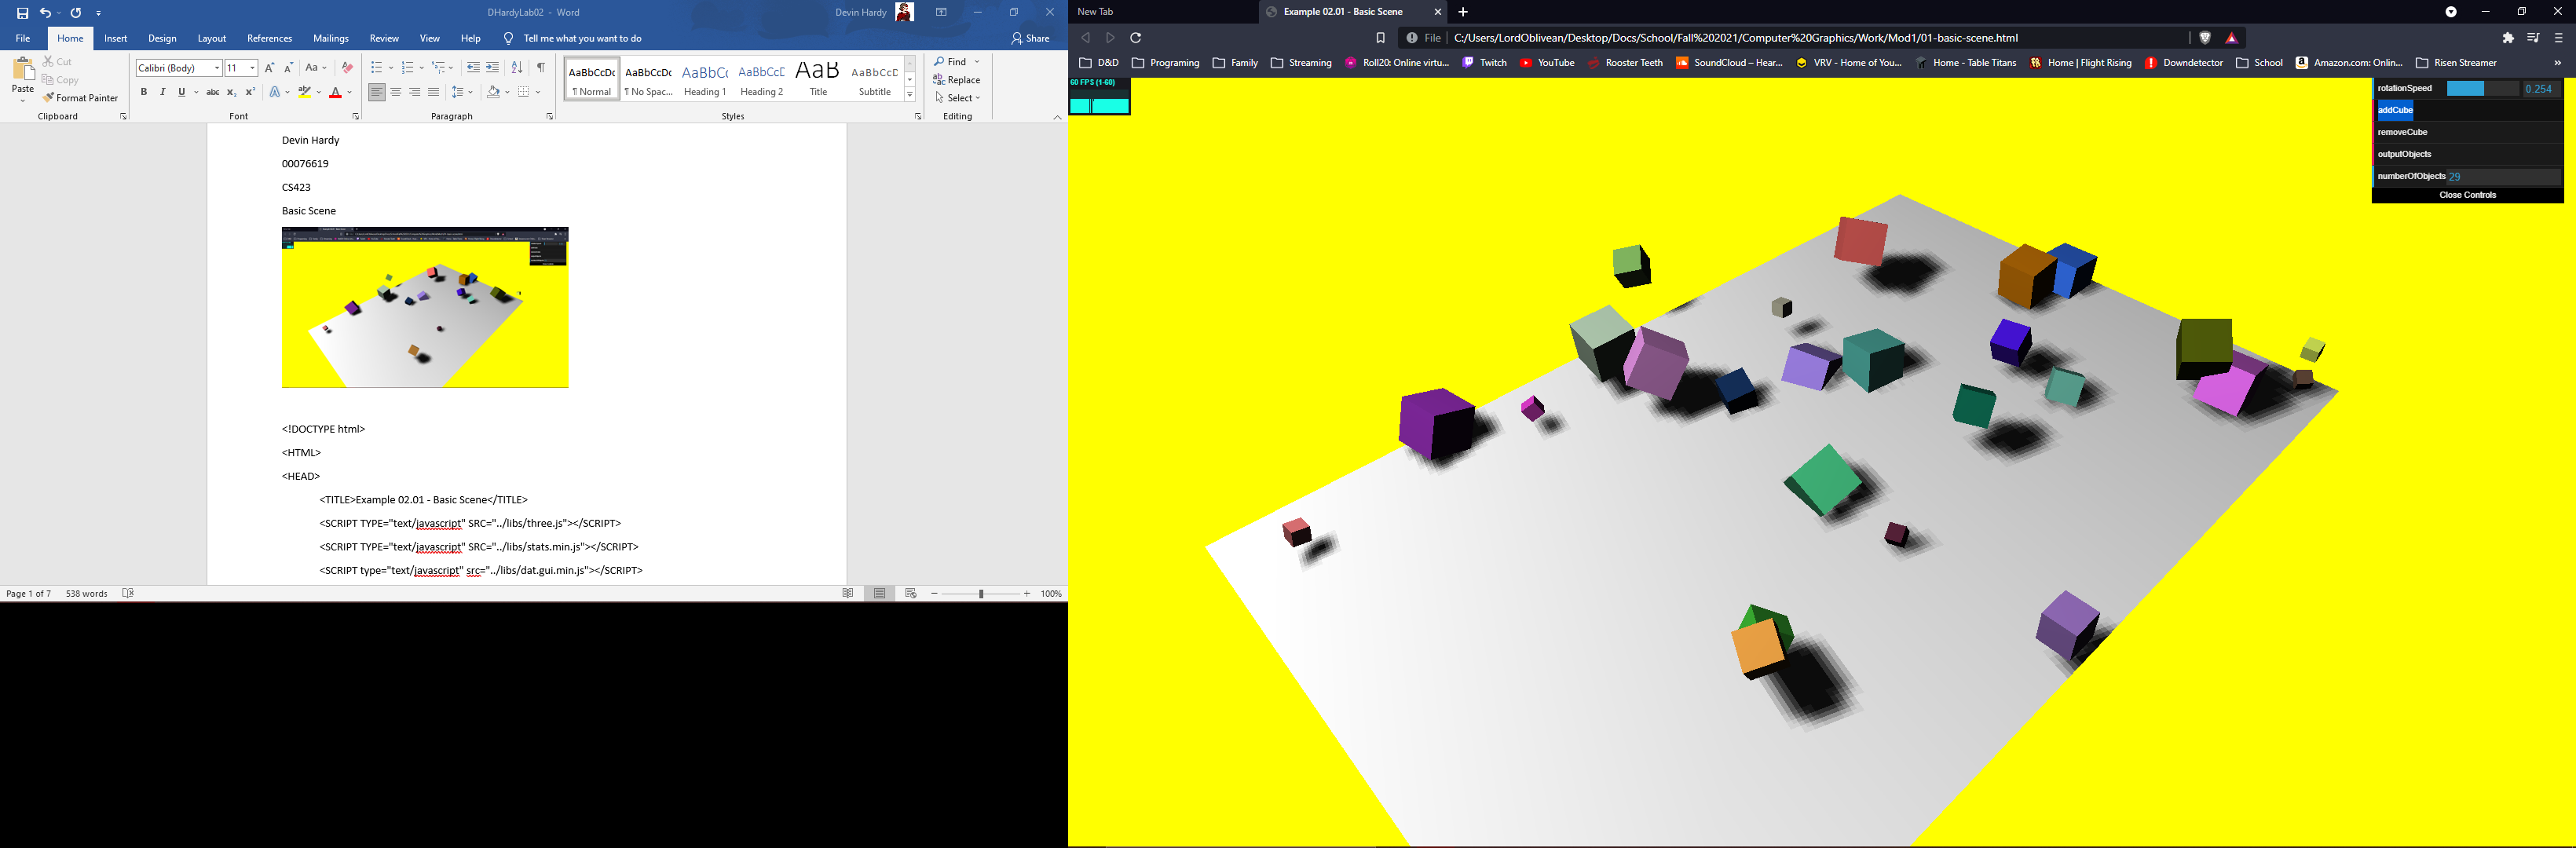 DHardyLab02 - Word
Devin Hardy
File Home Insert Design Layout References Mailings Review View Help Tell me what you want to do Share
Paste
Cut
Copy
Format Painter
Clipboard
Calibri (Body) 11
Font
Paragraph
AaBbCcDc AaBbCcDc AaBbCc AaBbCcD AaB AaBbCcD
¶ Normal ¶ No Spac... Heading 1 Heading 2 Title Subtitle
Styles
Find
Replace
Select
Editing
Devin Hardy
00076619
CS423
Basic Scene
<!DOCTYPE html>
<HTML>
<HEAD>
<TITLE>Example 02.01 - Basic Scene</TITLE>
<SCRIPT TYPE="text/javascript" SRC="../libs/three.js"></SCRIPT>
<SCRIPT TYPE="text/javascript" SRC="../libs/stats.min.js"></SCRIPT>
<SCRIPT type="text/javascript" src="../libs/dat.gui.min.js"></SCRIPT>
Page 1 of 7 538 words 100%
New Tab Example 02.01 - Basic Scene
File C:/Users/LordOblivean/Desktop/Docs/School/Fall%202021/Computer%20Graphics/Work/Mod1/01-basic-scene.html
D&D Programing Family Streaming Roll20: Online virtu... Twitch YouTube Rooster Teeth SoundCloud – Hear... VRV - Home of You... Home - Table Titans Home | Flight Rising Downdetector School Amazon.com: Onlin... Risen Streamer
60 FPS (1-60)
rotationSpeed 0.254
addCube
removeCube
outputObjects
numberOfObjects 29
Close Controls